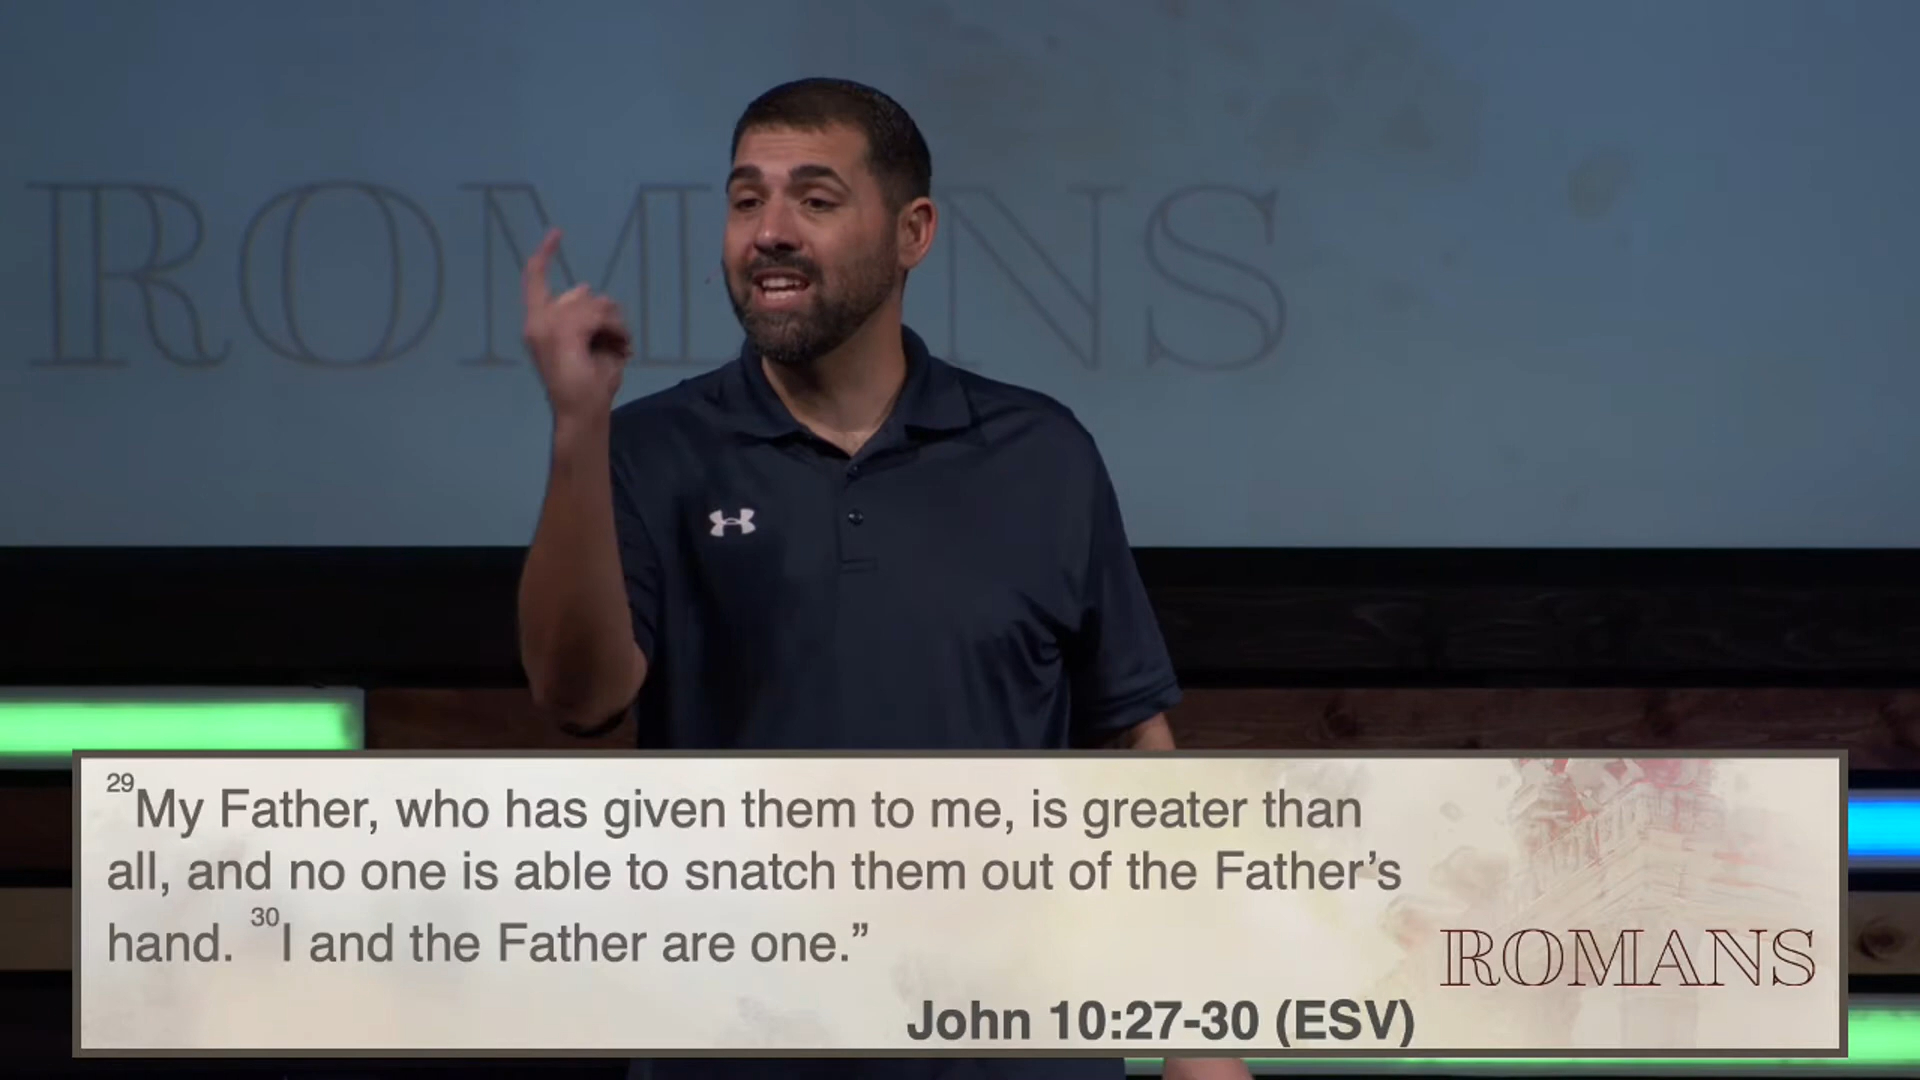 ROMANS
29My Father, who has given them to me, is greater than
all, and no one is able to snatch them out of the Father’s
hand. 30I and the Father are one.”
John 10:27-30 (ESV)
ROMANS